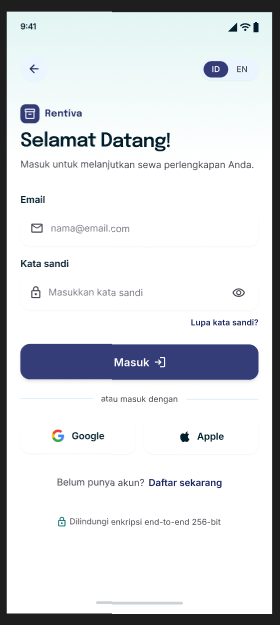 9:41
ID EN
Rentiva
Selamat Datang!
Masuk untuk melanjutkan sewa perlengkapan Anda.
Email
nama@email.com
Kata sandi
Masukkan kata sandi
Lupa kata sandi?
Masuk
atau masuk dengan
Google Apple
Belum punya akun? Daftar sekarang
Dilindungi enkripsi end-to-end 256-bit